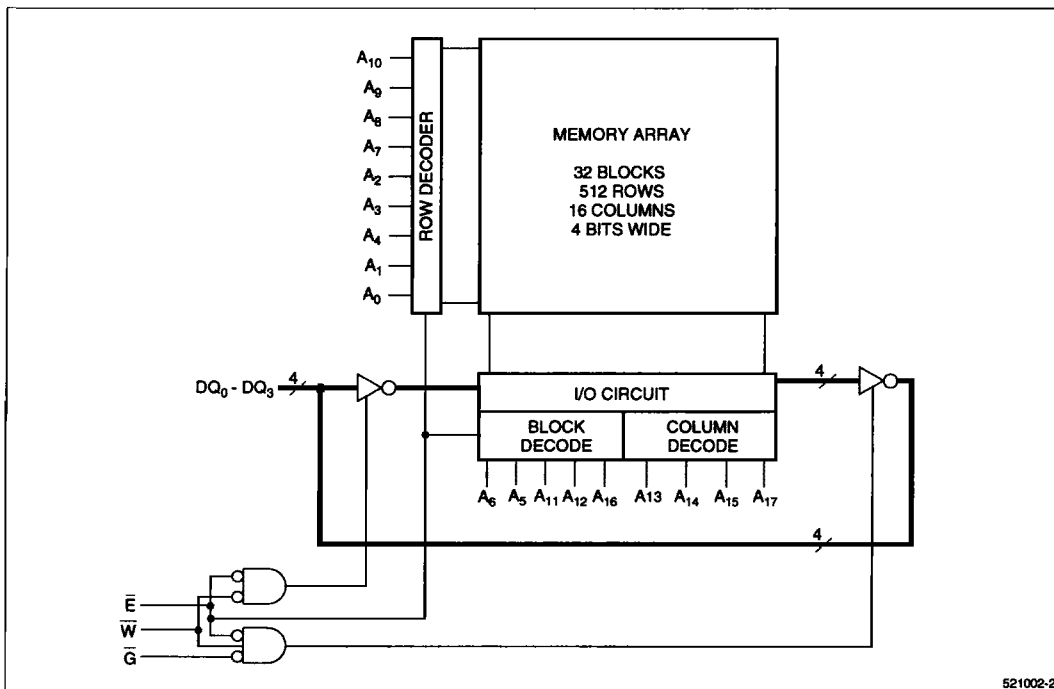 A10
A9
A8
A7
A2
A3
A4
A1
A0
ROW DECODER
MEMORY ARRAY
32 BLOCKS
512 ROWS
16 COLUMNS
4 BITS WIDE
DQ0 - DQ3
4
4
I/O CIRCUIT
BLOCK
DECODE
COLUMN
DECODE
A6 A5 A11 A12 A16 A13 A14 A15 A17
4
E̅
W̅
G̅
521002-2